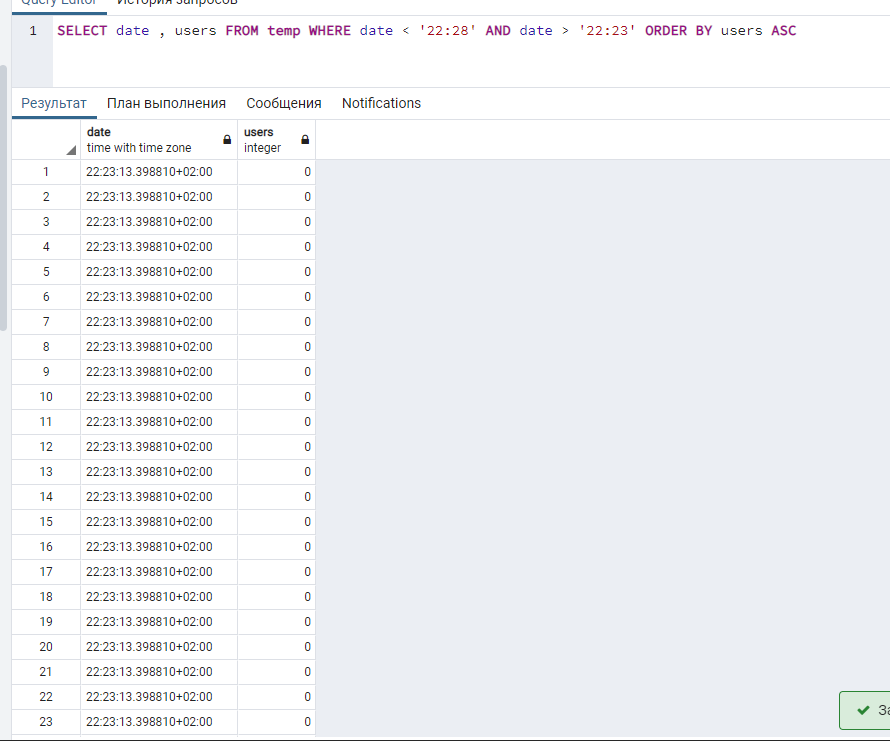 Query Editor История запросов
1 SELECT date , users FROM temp WHERE date < '22:28' AND date > '22:23' ORDER BY users ASC
Результат План выполнения Сообщения Notifications
date users
time with time zone integer
1 22:23:13.398810+02:00 0
2 22:23:13.398810+02:00 0
3 22:23:13.398810+02:00 0
4 22:23:13.398810+02:00 0
5 22:23:13.398810+02:00 0
6 22:23:13.398810+02:00 0
7 22:23:13.398810+02:00 0
8 22:23:13.398810+02:00 0
9 22:23:13.398810+02:00 0
10 22:23:13.398810+02:00 0
11 22:23:13.398810+02:00 0
12 22:23:13.398810+02:00 0
13 22:23:13.398810+02:00 0
14 22:23:13.398810+02:00 0
15 22:23:13.398810+02:00 0
16 22:23:13.398810+02:00 0
17 22:23:13.398810+02:00 0
18 22:23:13.398810+02:00 0
19 22:23:13.398810+02:00 0
20 22:23:13.398810+02:00 0
21 22:23:13.398810+02:00 0
22 22:23:13.398810+02:00 0
23 22:23:13.398810+02:00 0